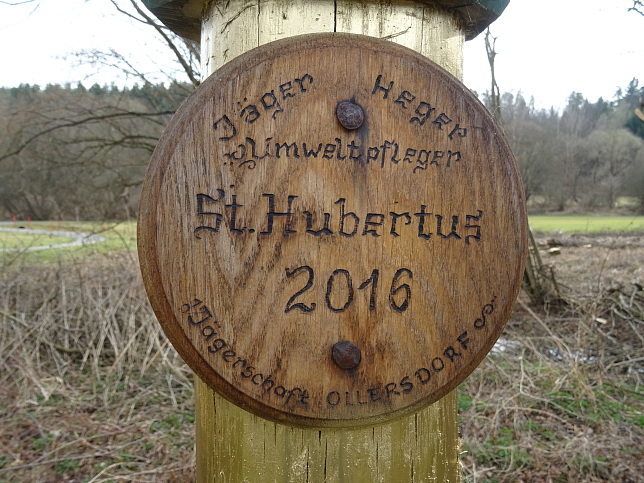 Jäger Heger
Klimweltpfleger
St. Hubertus
2016
Jägerschaft OLLERSDORF